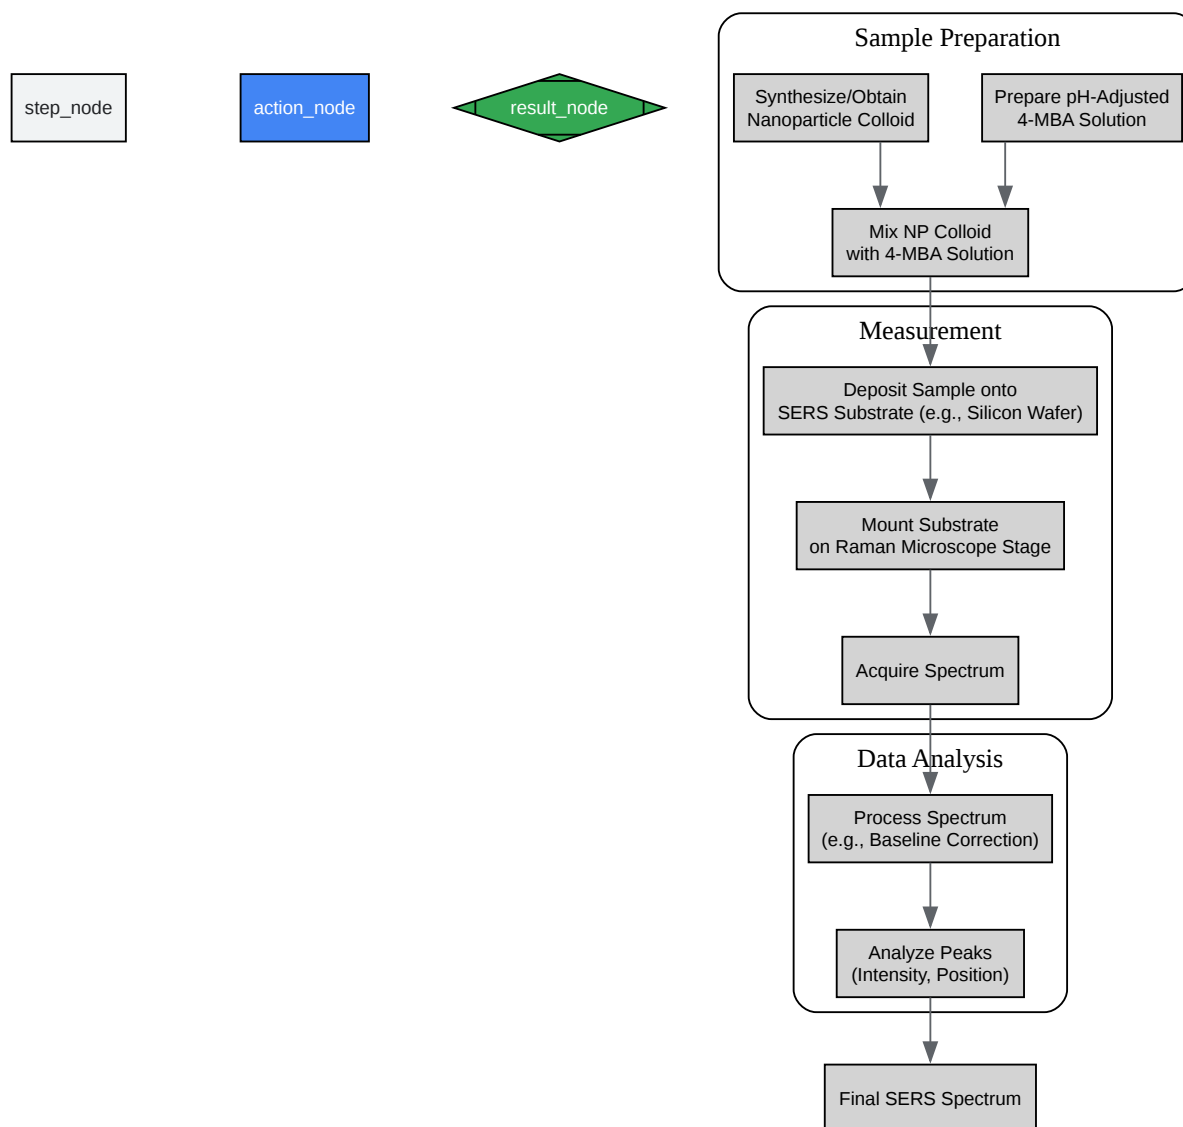 step_node
action_node
result_node
Sample Preparation
Synthesize/Obtain
Nanoparticle Colloid
Prepare pH-Adjusted
4-MBA Solution
Mix NP Colloid
with 4-MBA Solution
Measurement
Deposit Sample onto
SERS Substrate (e.g., Silicon Wafer)
Mount Substrate
on Raman Microscope Stage
Acquire Spectrum
Data Analysis
Process Spectrum
(e.g., Baseline Correction)
Analyze Peaks
(Intensity, Position)
Final SERS Spectrum